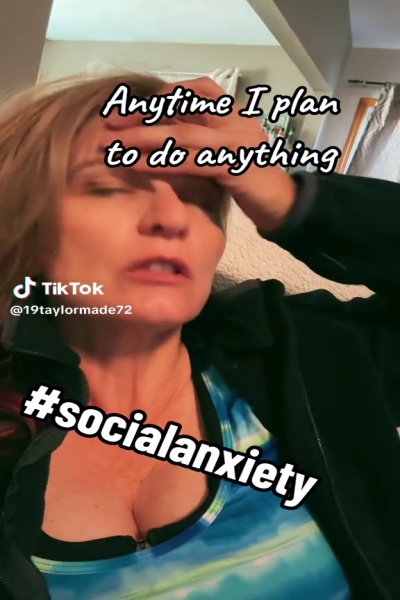 Anytime I plan
to do anything
TikTok
@19taylormade72
#socialanxiety